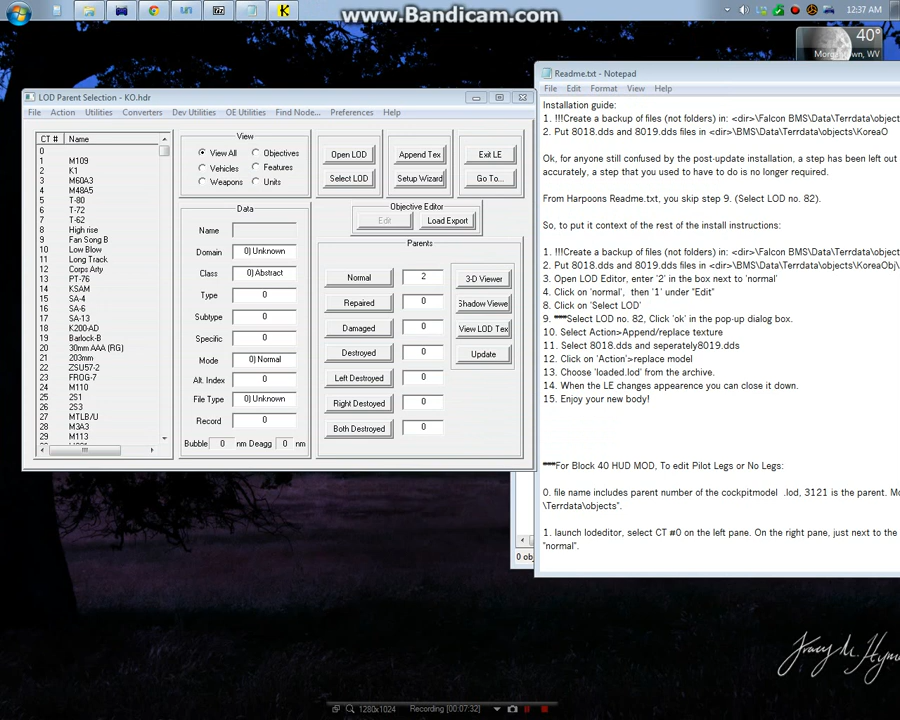 www.Bandicam.com
12:37 AM
40°
Morgantown, WV
LOD Parent Selection - KO.hdr
File Action Utilities Converters Dev Utilities OE Utilities Find Node... Preferences Help
CT # Name
0
1 M109
2 K1
3 M60A3
4 M48A5
5 T-80
6 T-72
7 T-62
8 High rise
9 Fan Song B
10 Low Blow
11 Long Track
12 Corps Arty
13 PT-76
14 KSAM
15 SA-4
16 SA-6
17 SA-13
18 K200-AD
19 Barlock-B
20 30mm AAA (RG)
21 203mm
22 ZSU57-2
23 FROG-7
24 M110
25 2S1
26 2S3
27 MTLB/U
28 M3A3
29 M113
View
View All Objectives
Vehicles Features
Weapons Units
Data
Name
Domain 0) Unknown
Class 0) Abstract
Type 0
Subtype 0
Specific 0
Mode 0) Normal
Alt. Index 0
File Type 0) Unknown
Record 0
Bubble 0 nm Deagg 0 nm
Open LOD Append Tex Exit LE
Select LOD Setup Wizard Go To...
Objective Editor
Edit Load Export
Parents
Normal 2
Repaired 0
Damaged 0
Destroyed 0
Left Destroyed 0
Right Destroyed 0
Both Destroyed 0
3-D Viewer
Shadow Viewe
View LOD Tex
Update
Readme.txt - Notepad
File Edit Format View Help
Installation guide:
1. !!!Create a backup of files (not folders) in: <dir>\Falcon BMS\Data\Terrdata\object
2. Put 8018.dds and 8019.dds files in <dir>\Falcon BMS\Data\Terrdata\objects\KoreaO
Ok, for anyone still confused by the post-update installation, a step has been left out
accurately, a step that you used to have to do is no longer required.
From Harpoons Readme.txt, you skip step 9. (Select LOD no. 82).
So, to put it context of the rest of the install instructions:
1. !!!Create a backup of files (not folders) in: <dir>\Falcon BMS\Data\Terrdata\object
2. Put 8018.dds and 8019.dds files in <dir>\Falcon BMS\Data\Terrdata\objects\KoreaObj\
3. Open LOD Editor, enter '2' in the box next to 'normal'
4. Click on 'normal', then '1' under "Edit"
8. Click on 'Select LOD'
9. ***Select LOD no. 82, Click 'ok' in the pop-up dialog box.
10. Select Action>Append/replace texture
11. Select 8018.dds and seperately8019.dds
12. Click on 'Action'>replace model
13. Choose 'loaded.lod' from the archive.
14. When the LE changes appearence you can close it down.
15. Enjoy your new body!
***For Block 40 HUD MOD, To edit Pilot Legs or No Legs:
0. file name includes parent number of the cockpitmodel .lod, 3121 is the parent. Mo
\Terrdata\objects".
1. launch lodeditor, select CT #0 on the left pane. On the right pane, just next to the
"normal".
0 obj
1280x1024 Recording [00:07:32]